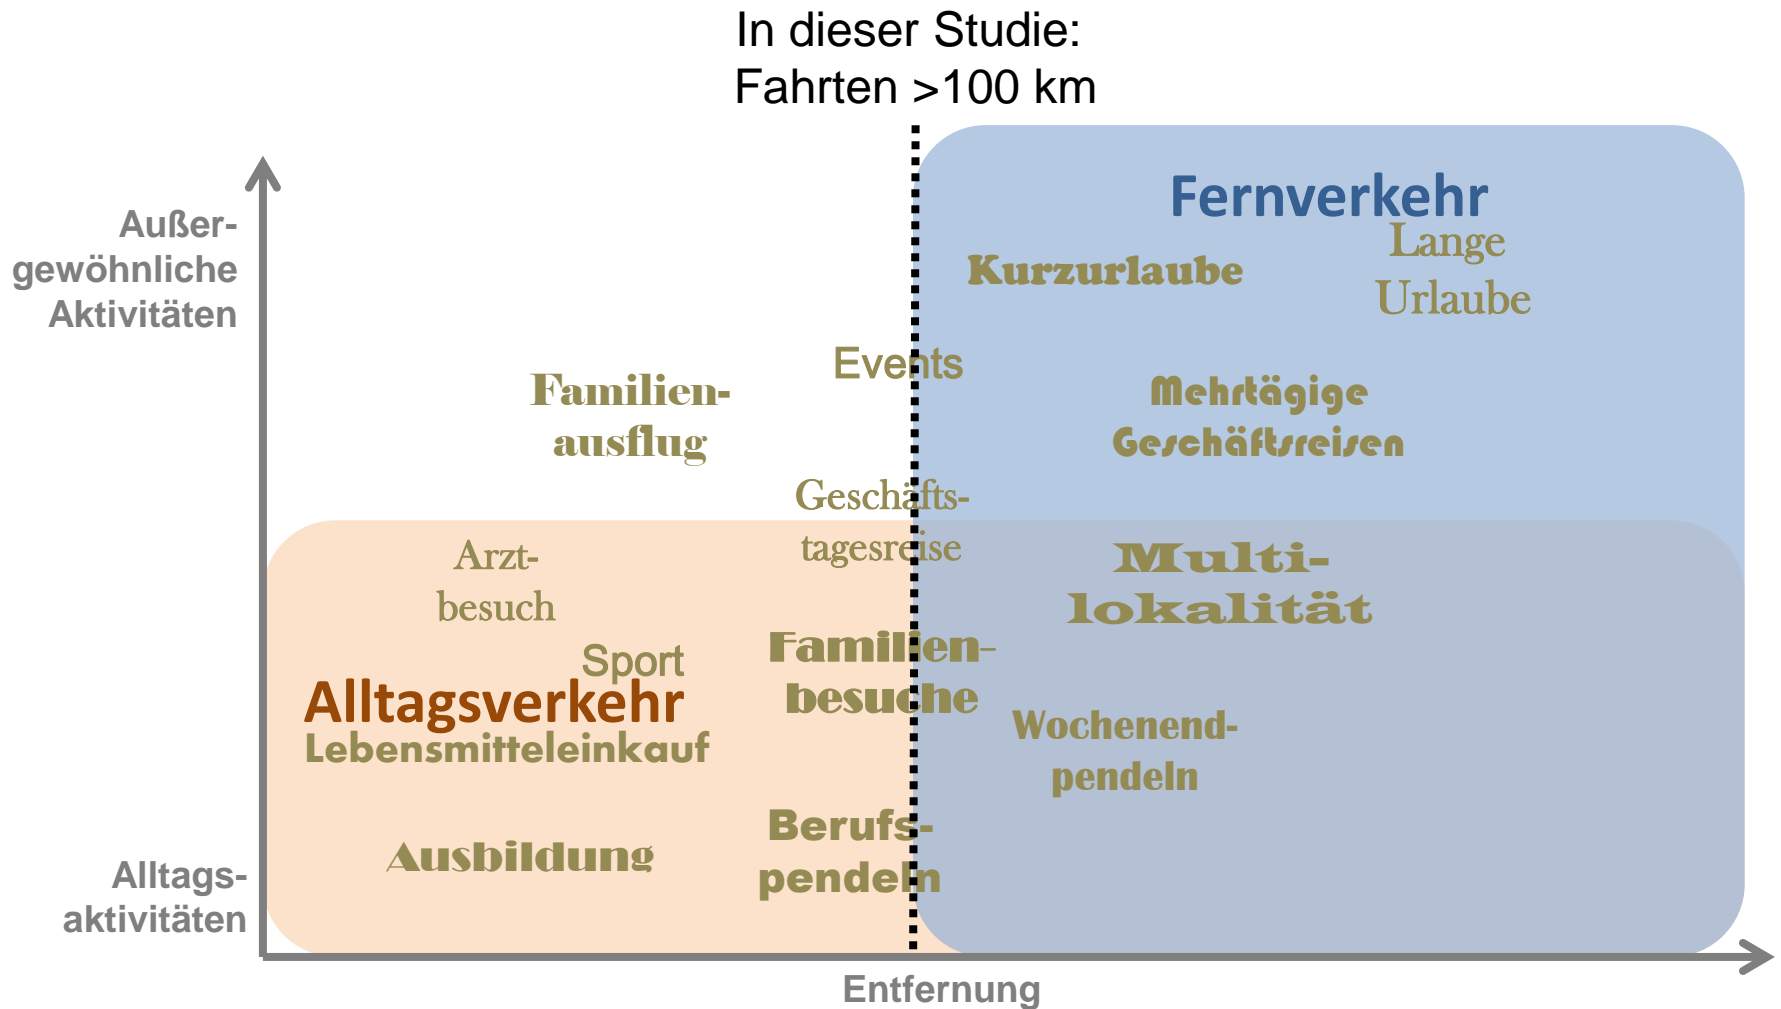 In dieser Studie:
Fahrten >100 km
Außer-
gewöhnliche
Aktivitäten
Fernverkehr
Lange
Urlaube
Kurzurlaube
Events
Familien-
ausflug
Mehrtägige
Geschäftsreisen
Geschäfts-
tagesreise
Arzt-
besuch
Multi-
lokalität
Sport
Familien-
besuche
Alltagsverkehr
Lebensmitteleinkauf
Wochenend-
pendeln
Berufs-
pendeln
Ausbildung
Alltags-
aktivitäten
Entfernung